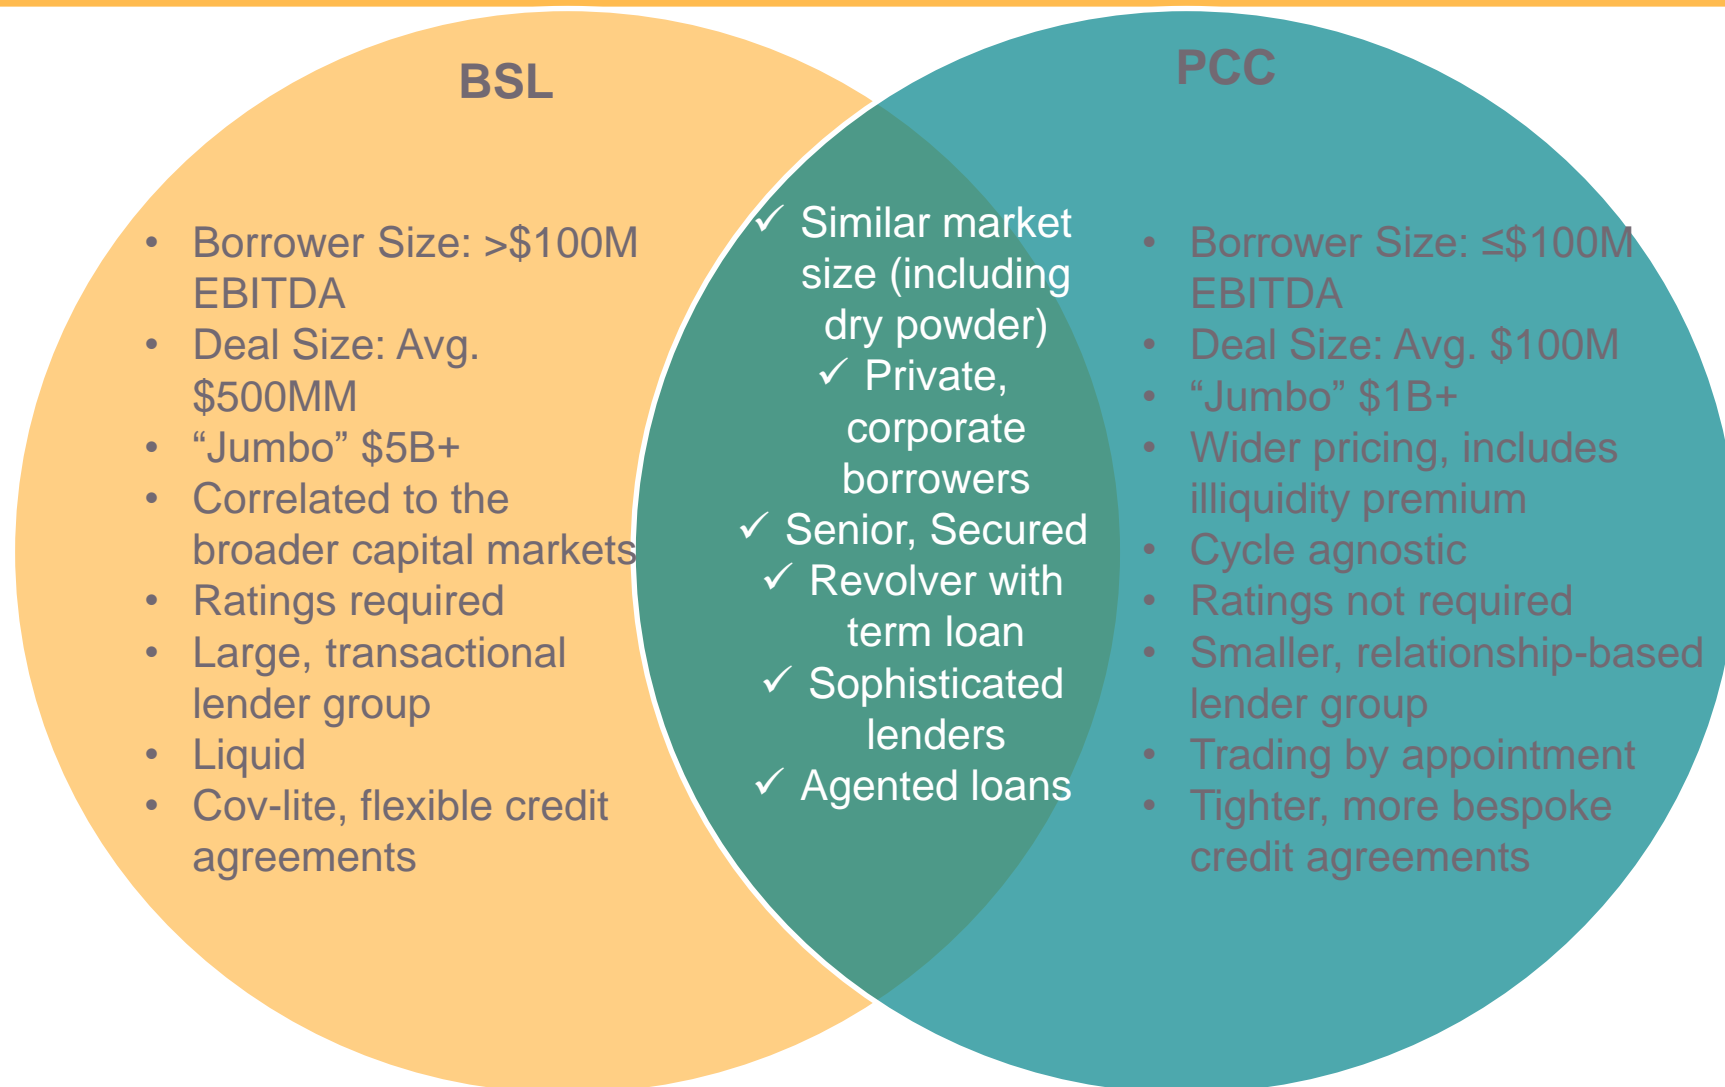 BSL
• Borrower Size: >$100M
EBITDA
• Deal Size: Avg.
$500MM
• “Jumbo” $5B+
• Correlated to the
broader capital markets
• Ratings required
• Large, transactional
lender group
• Liquid
• Cov-lite, flexible credit
agreements
✓ Similar market
size (including
dry powder)
✓ Private,
corporate
borrowers
✓ Senior, Secured
✓ Revolver with
term loan
✓ Sophisticated
lenders
✓ Agented loans
PCC
• Borrower Size: ≤$100M
EBITDA
• Deal Size: Avg. $100M
• “Jumbo” $1B+
• Wider pricing, includes
illiquidity premium
• Cycle agnostic
• Ratings not required
• Smaller, relationship-based
lender group
• Trading by appointment
• Tighter, more bespoke
credit agreements